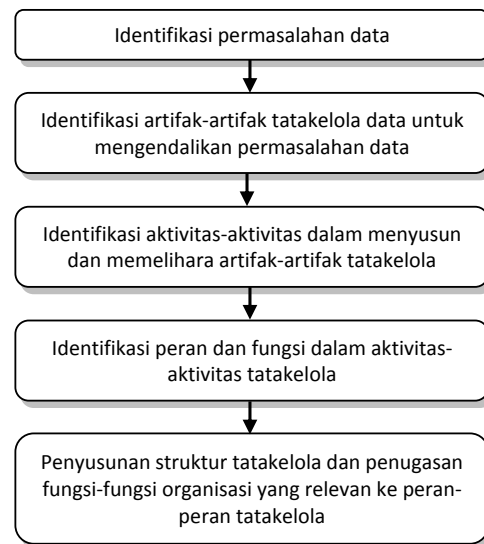 Identifikasi permasalahan data
Identifikasi artifak-artifak tatakelola data untuk
mengendalikan permasalahan data
Identifikasi aktivitas-aktivitas dalam menyusun
dan memelihara artifak-artifak tatakelola
Identifikasi peran dan fungsi dalam aktivitas-
aktivitas tatakelola
Penyusunan struktur tatakelola dan penugasan
fungsi-fungsi organisasi yang relevan ke peran-
peran tatakelola